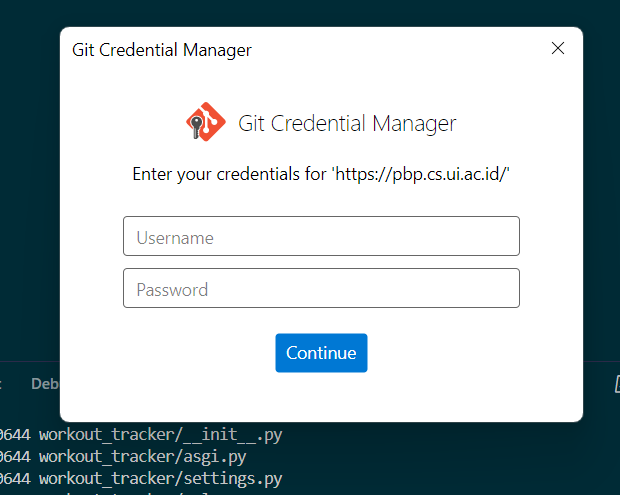 Git Credential Manager
Git Credential Manager
Enter your credentials for 'https://pbp.cs.ui.ac.id/'
Username
Password
Continue
Deb
0644 workout_tracker/__init__.py
0644 workout_tracker/asgi.py
0644 workout_tracker/settings.py